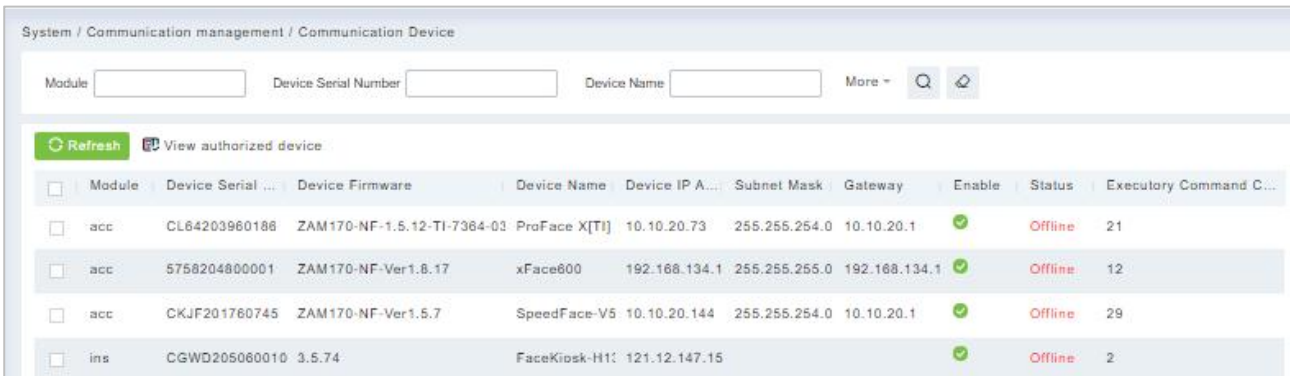 System / Communication management / Communication Device
Module Device Serial Number Device Name More
Refresh View authorized device
Module Device Serial ... Device Firmware Device Name Device IP A... Subnet Mask Gateway Enable Status Executory Command C...
acc CL64203960186 ZAM170-NF-1.5.12-TI-7364-03 ProFace X[TI] 10.10.20.73 255.255.254.0 10.10.20.1 Offline 21
acc 5758204800001 ZAM170-NF-Ver1.8.17 xFace600 192.168.134.1 255.255.255.0 192.168.134.1 Offline 12
acc CKJF201760745 ZAM170-NF-Ver1.5.7 SpeedFace-V5 10.10.20.144 255.255.254.0 10.10.20.1 Offline 29
ins CGWD205060010 3.5.74 FaceKiosk-H1 121.12.147.15 Offline 2